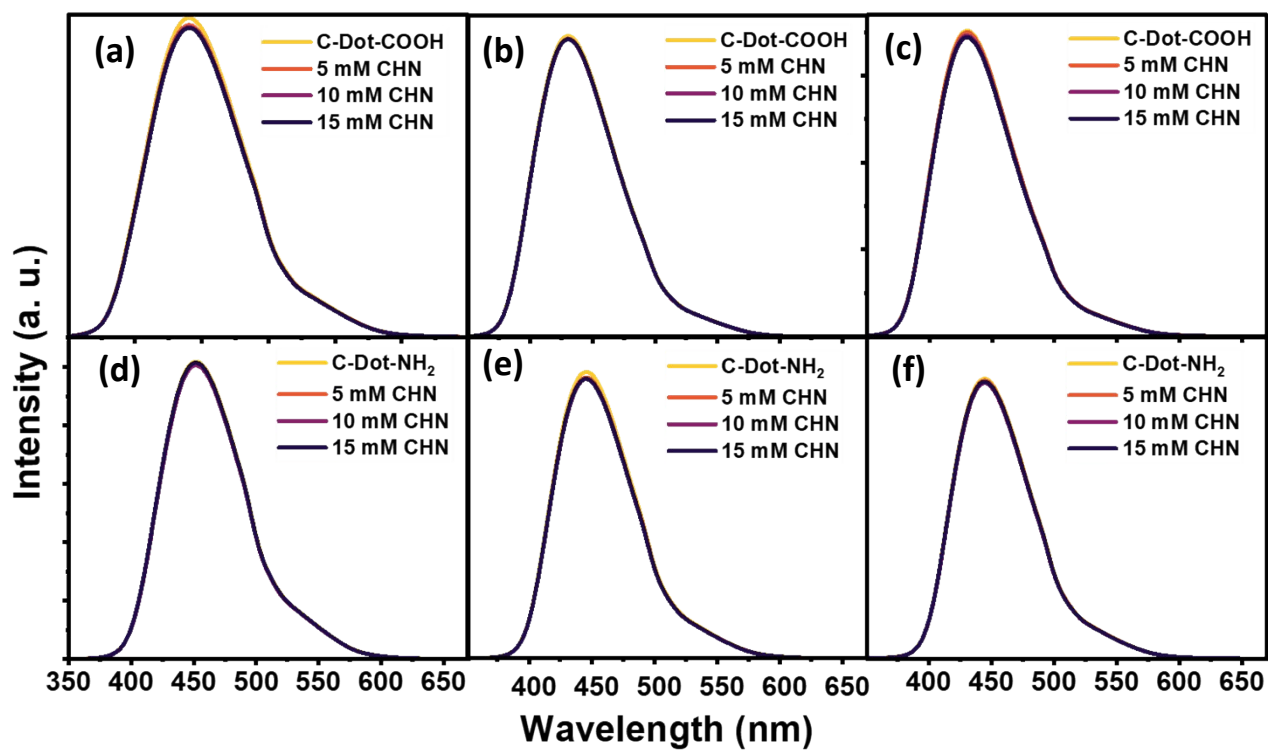 (a)
C-Dot-COOH
5 mM CHN
10 mM CHN
15 mM CHN
(b)
C-Dot-COOH
5 mM CHN
10 mM CHN
15 mM CHN
(c)
C-Dot-COOH
5 mM CHN
10 mM CHN
15 mM CHN
(d)
C-Dot-NH₂
5 mM CHN
10 mM CHN
15 mM CHN
(e)
C-Dot-NH₂
5 mM CHN
10 mM CHN
15 mM CHN
(f)
C-Dot-NH₂
5 mM CHN
10 mM CHN
15 mM CHN
Intensity (a. u.)
350 400 450 500 550 600 650
400 450 500 550 600 650
400 450 500 550 600 650
Wavelength (nm)